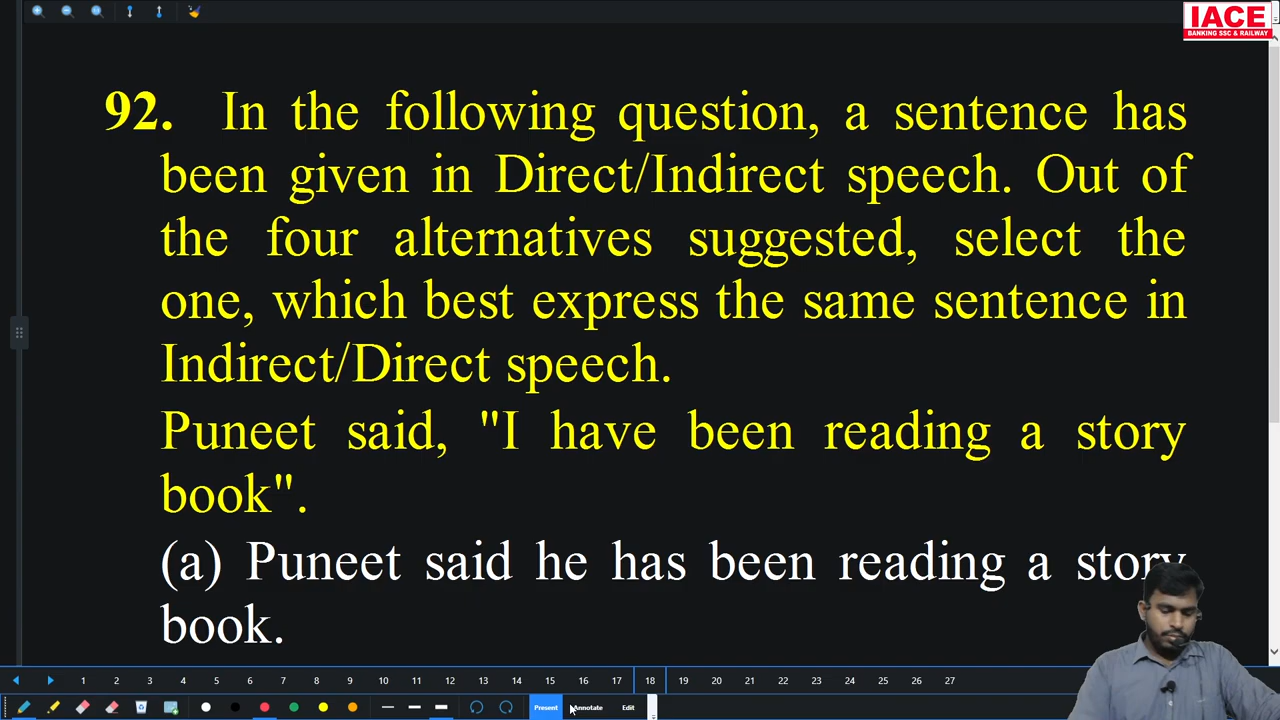 IACE
BANKING SSC & RAILWAY
92. In the following question, a sentence has
been given in Direct/Indirect speech. Out of
the four alternatives suggested, select the
one, which best express the same sentence in
Indirect/Direct speech.
Puneet said, "I have been reading a story
book".
(a) Puneet said he has been reading a story
book.
1 2 3 4 5 6 7 8 9 10 11 12 13 14 15 16 17 18 19 20 21 22 23 24 25 26 27
Present Annotate Edit